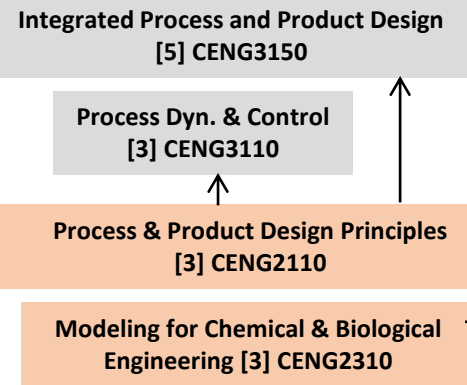 Integrated Process and Product Design
[5] CENG3150
Process Dyn. & Control
[3] CENG3110
Process & Product Design Principles
[3] CENG2110
Modeling for Chemical & Biological
Engineering [3] CENG2310